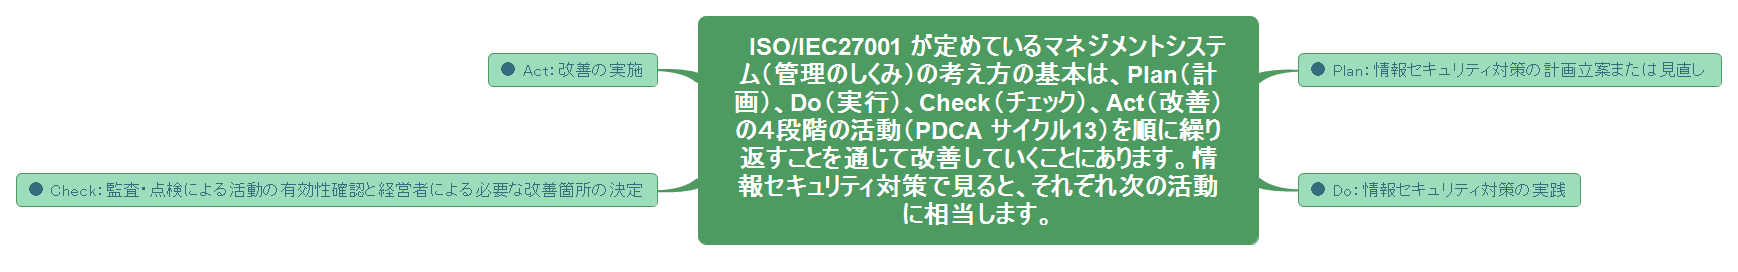 ISO/IEC27001 が定めているマネジメントシステ
ム（管理のしくみ）の考え方の基本は、Plan（計
画）、Do（実行）、Check（チェック）、Act（改善）
の４段階の活動（PDCA サイクル13）を順に繰り
返すことを通じて改善していくことにあります。情
報セキュリティ対策で見ると、それぞれ次の活動
に相当します。
Plan：情報セキュリティ対策の計画立案または見直し
Do：情報セキュリティ対策の実践
Check：監査・点検による活動の有効性確認と経営者による必要な改善箇所の決定
Act：改善の実施